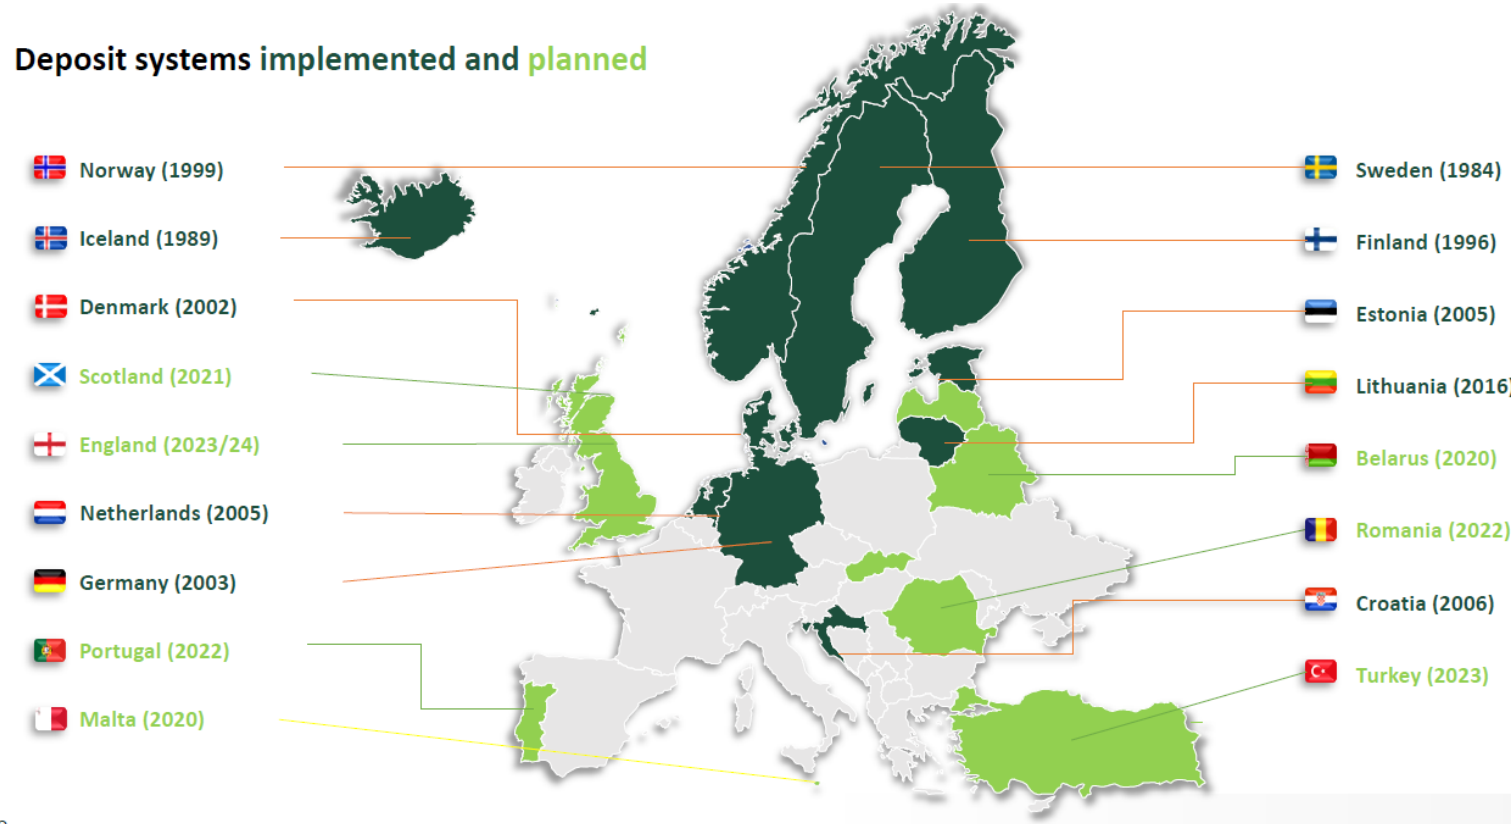 Deposit systems implemented and planned
Norway (1999)
Iceland (1989)
Denmark (2002)
Scotland (2021)
England (2023/24)
Netherlands (2005)
Germany (2003)
Portugal (2022)
Malta (2020)
Sweden (1984)
Finland (1996)
Estonia (2005)
Lithuania (2016)
Belarus (2020)
Romania (2022)
Croatia (2006)
Turkey (2023)